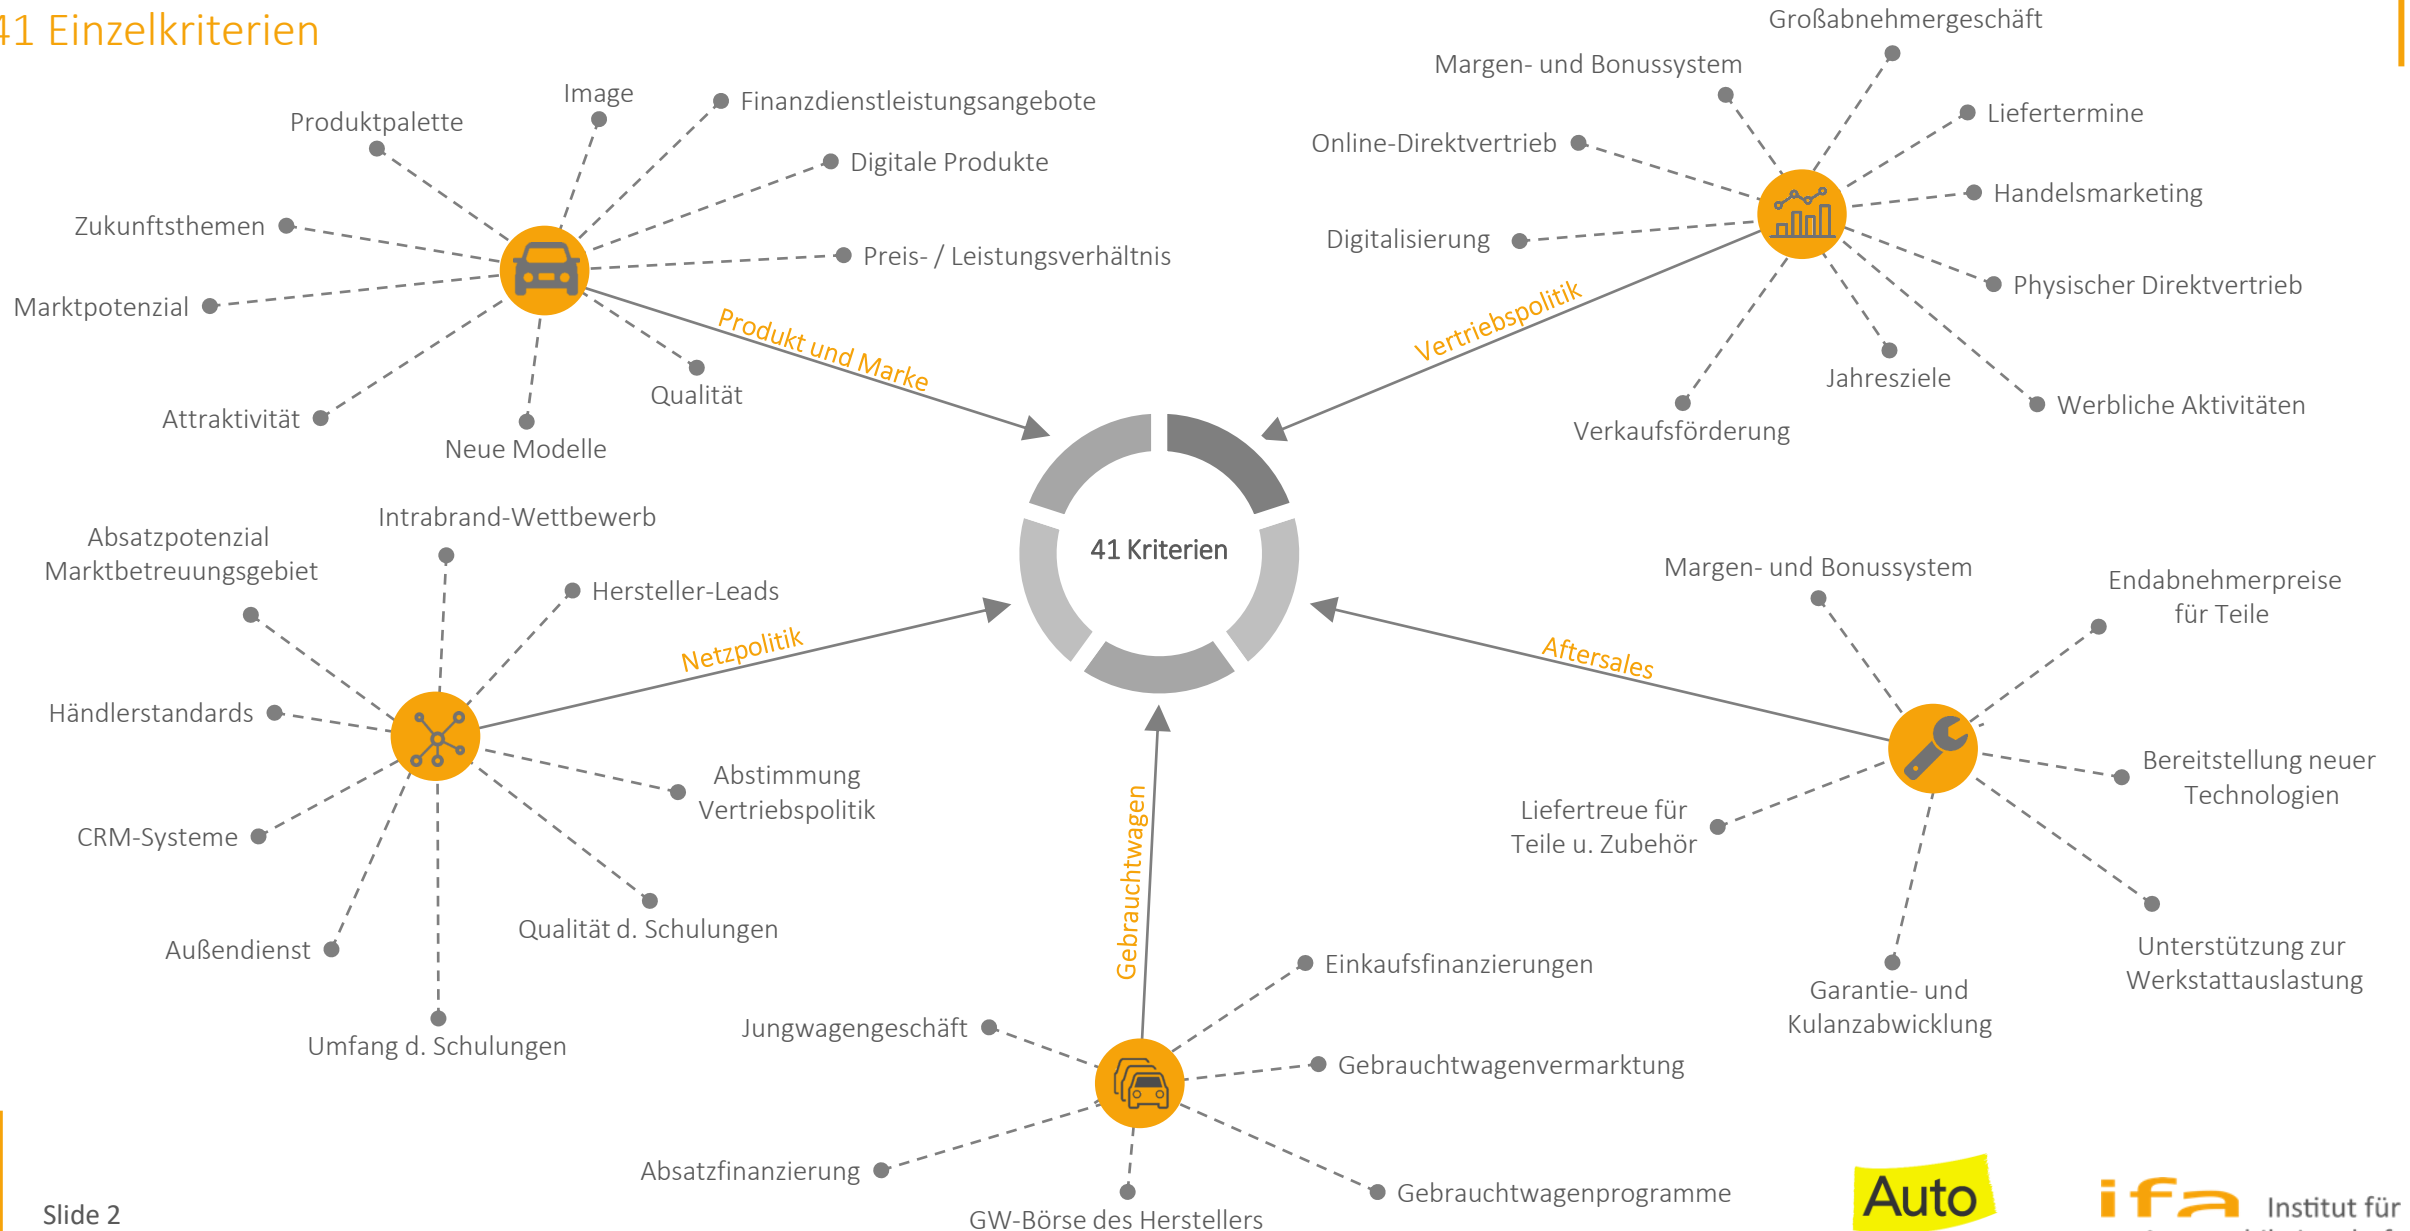 41 Einzelkriterien
Produktpalette
Image
Finanzdienstleistungsangebote
Digitale Produkte
Zukunftsthemen
Preis- / Leistungsverhältnis
Marktpotenzial
Attraktivität
Neue Modelle
Qualität
Produkt und Marke
Großabnehmergeschäft
Margen- und Bonussystem
Liefertermine
Online-Direktvertrieb
Handelsmarketing
Digitalisierung
Physischer Direktvertrieb
Jahresziele
Werbliche Aktivitäten
Verkaufsförderung
Vertriebspolitik
41 Kriterien
Intrabrand-Wettbewerb
Absatzpotenzial
Marktbetreuungsgebiet
Hersteller-Leads
Händlerstandards
Netzpolitik
Abstimmung
Vertriebspolitik
CRM-Systeme
Qualität d. Schulungen
Außendienst
Umfang d. Schulungen
Margen- und Bonussystem
Endabnehmerpreise
für Teile
Aftersales
Bereitstellung neuer
Technologien
Liefertreue für
Teile u. Zubehör
Unterstützung zur
Werkstattauslastung
Garantie- und
Kulanzabwicklung
Gebrauchtwagen
Einkaufsfinanzierungen
Jungwagengeschäft
Gebrauchtwagenvermarktung
Absatzfinanzierung
Gebrauchtwagenprogramme
GW-Börse des Herstellers
Slide 2
Auto
ifa
Institut für